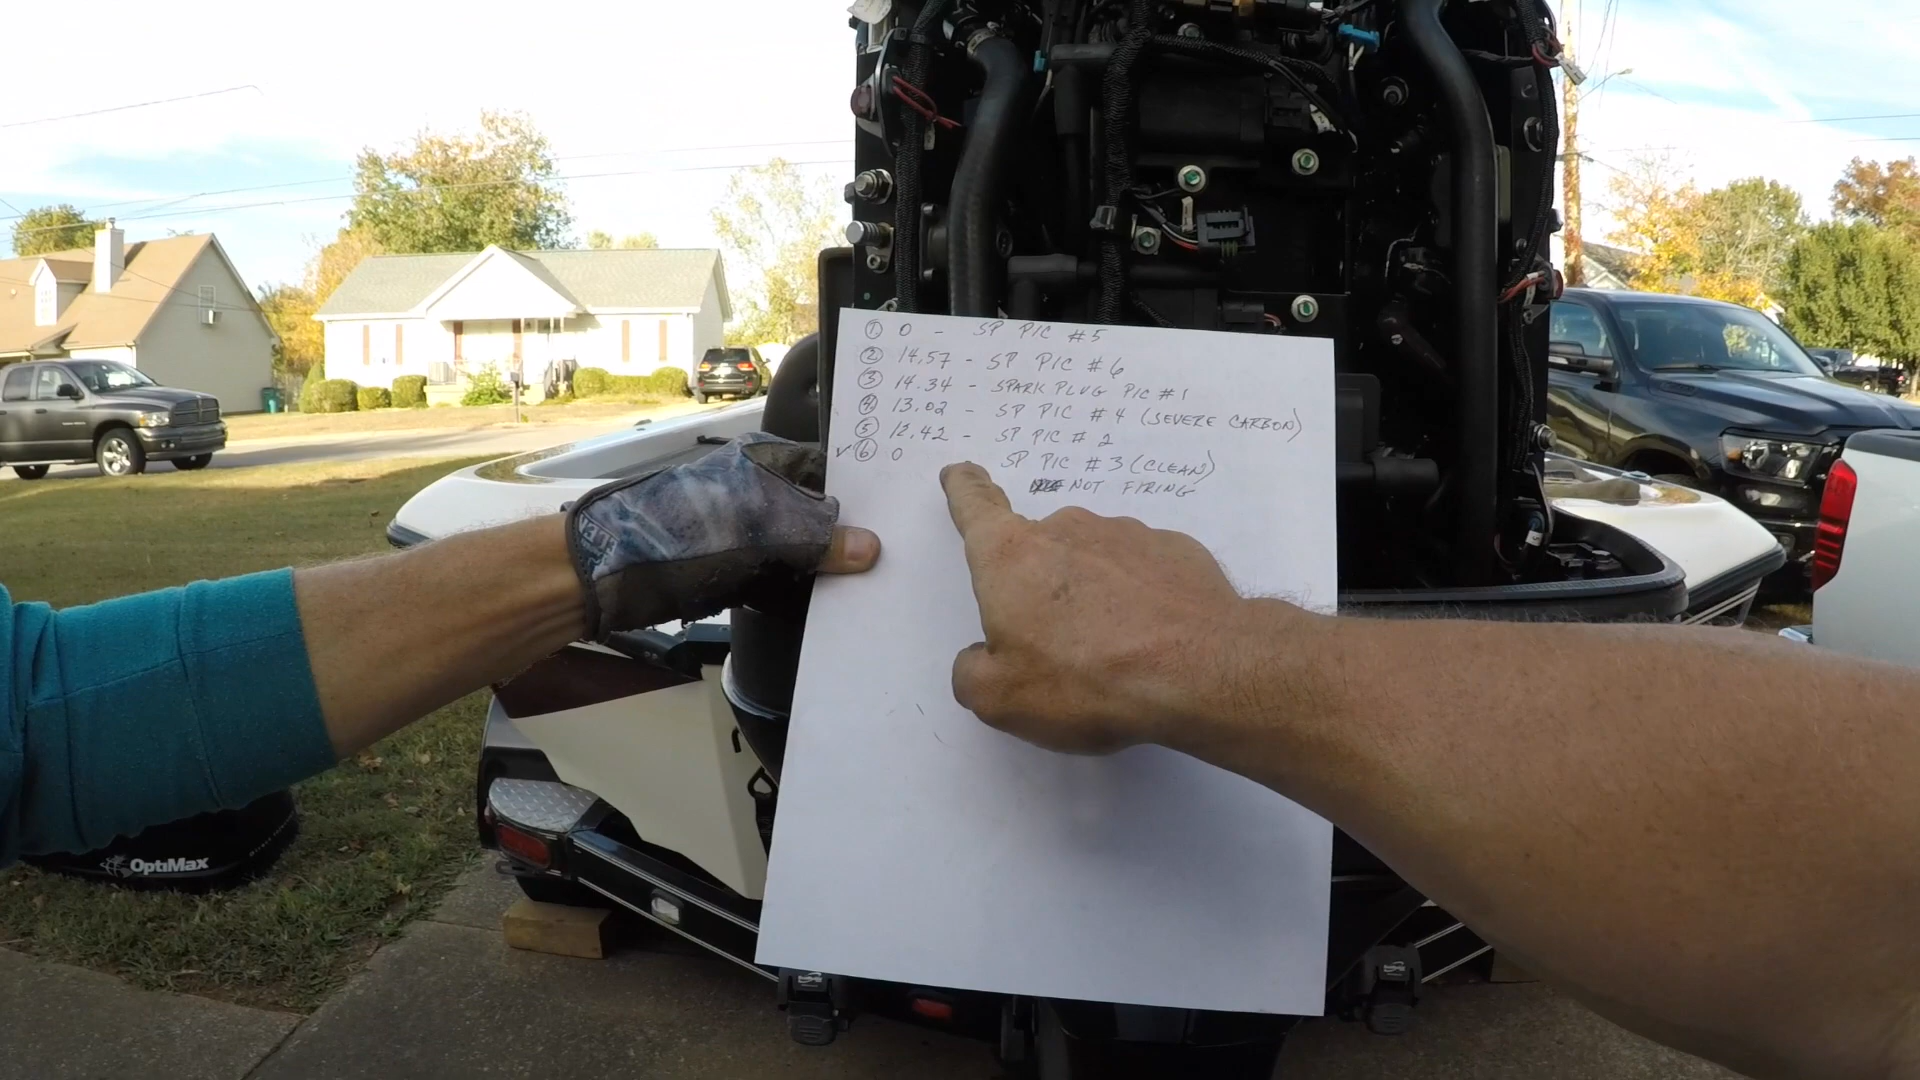 ① 0 - SP PIC #5
② 14.57 - SP PIC #6
③ 14.34 - SPARK PLUG PIC #1
④ 13.02 - SP PIC #4 (SEVERE CARBON)
⑤ 12.42 - SP PIC #2
✓ ⑥ 0 SP PIC #3 (CLEAN)
NOT FIRING
OptiMax